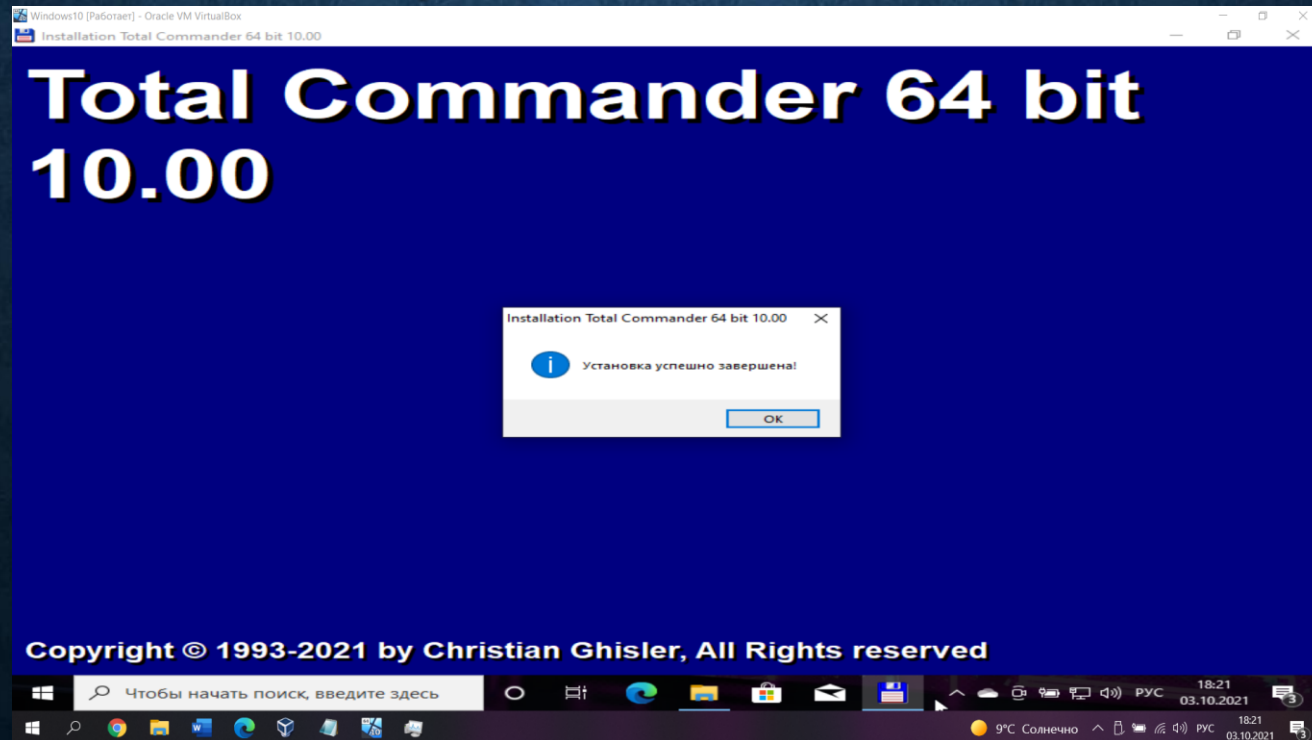 Windows10 [Работает] - Oracle VM VirtualBox
Installation Total Commander 64 bit 10.00
Total Commander 64 bit
10.00
Installation Total Commander 64 bit 10.00
Установка успешно завершена!
OK
Copyright © 1993-2021 by Christian Ghisler, All Rights reserved
Чтобы начать поиск, введите здесь
РУС
18:21
03.10.2021
3
9°C Солнечно
РУС
18:21
03.10.2021
3